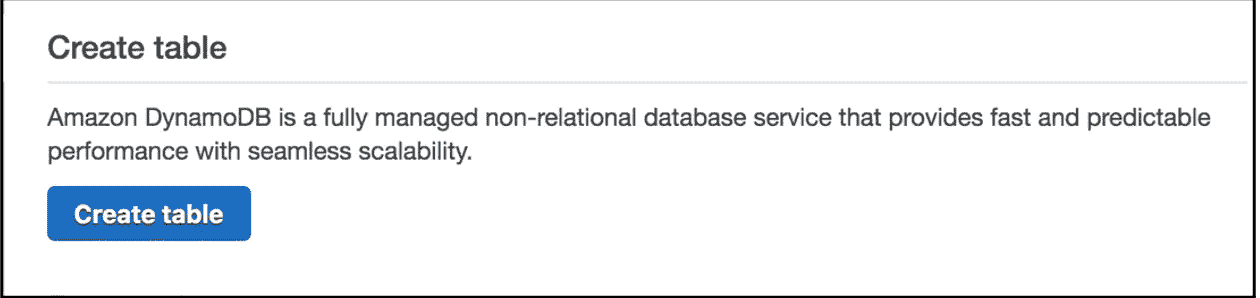 Create table
Amazon DynamoDB is a fully managed non-relational database service that provides fast and predictable
performance with seamless scalability.
Create table